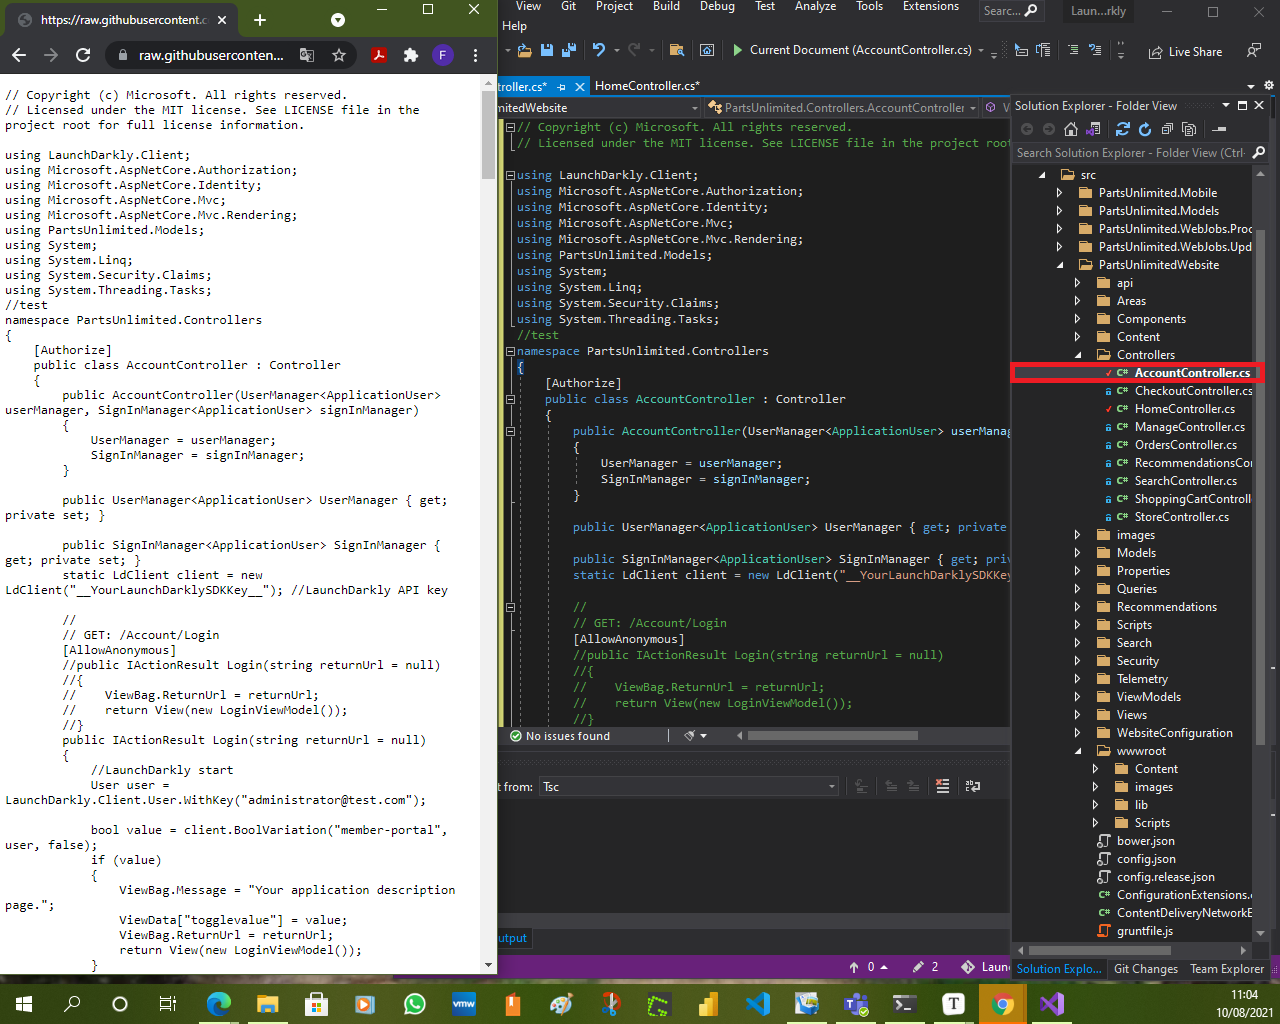 https://raw.githubusercontent.c
raw.githubusercontent.c...
F
// Copyright (c) Microsoft. All rights reserved.
// Licensed under the MIT license. See LICENSE file in the
project root for full license information.
using LaunchDarkly.Client;
using Microsoft.AspNetCore.Authorization;
using Microsoft.AspNetCore.Identity;
using Microsoft.AspNetCore.Mvc;
using Microsoft.AspNetCore.Mvc.Rendering;
using PartsUnlimited.Models;
using System;
using System.Linq;
using System.Security.Claims;
using System.Threading.Tasks;
//test
namespace PartsUnlimited.Controllers
{
[Authorize]
public class AccountController : Controller
{
public AccountController(UserManager<ApplicationUser>
userManager, SignInManager<ApplicationUser> signInManager)
{
UserManager = userManager;
SignInManager = signInManager;
}
public UserManager<ApplicationUser> UserManager { get;
private set; }
public SignInManager<ApplicationUser> SignInManager {
get; private set; }
static LdClient client = new
LdClient("__YourLaunchDarklySDKKey__"); //LaunchDarkly API key
//
// GET: /Account/Login
[AllowAnonymous]
//public IActionResult Login(string returnUrl = null)
//{
// ViewBag.ReturnUrl = returnUrl;
// return View(new LoginViewModel());
//}
public IActionResult Login(string returnUrl = null)
{
//LaunchDarkly start
User user =
LaunchDarkly.Client.User.WithKey("administrator@test.com");
bool value = client.BoolVariation("member-portal",
user, false);
if (value)
{
ViewBag.Message = "Your application description
page.";
ViewData["togglevalue"] = value;
ViewBag.ReturnUrl = returnUrl;
return View(new LoginViewModel());
}
View Git Project Build Debug Test Analyze Tools Extensions Searc... Laun...rkly
Help
Current Document (AccountController.cs) Live Share
troller.cs* HomeController.cs*
mitedWebsite PartsUnlimited.Controllers.AccountController
// Copyright (c) Microsoft. All rights reserved.
// Licensed under the MIT license. See LICENSE file in the project root
using LaunchDarkly.Client;
using Microsoft.AspNetCore.Authorization;
using Microsoft.AspNetCore.Identity;
using Microsoft.AspNetCore.Mvc;
using Microsoft.AspNetCore.Mvc.Rendering;
using PartsUnlimited.Models;
using System;
using System.Linq;
using System.Security.Claims;
using System.Threading.Tasks;
//test
namespace PartsUnlimited.Controllers
{
[Authorize]
public class AccountController : Controller
{
public AccountController(UserManager<ApplicationUser> userManag
{
UserManager = userManager;
SignInManager = signInManager;
}
public UserManager<ApplicationUser> UserManager { get; private
public SignInManager<ApplicationUser> SignInManager { get; priv
static LdClient client = new LdClient("__YourLaunchDarklySDKKey
//
// GET: /Account/Login
[AllowAnonymous]
//public IActionResult Login(string returnUrl = null)
//{
// ViewBag.ReturnUrl = returnUrl;
// return View(new LoginViewModel());
//}
No issues found
t from: Tsc
utput
0 2 Laun
Solution Explorer - Folder View
Search Solution Explorer - Folder View (Ctrl+
src
PartsUnlimited.Mobile
PartsUnlimited.Models
PartsUnlimited.WebJobs.Proc
PartsUnlimited.WebJobs.Upd
PartsUnlimitedWebsite
api
Areas
Components
Content
Controllers
C# AccountController.cs
C# CheckoutController.cs
C# HomeController.cs
C# ManageController.cs
C# OrdersController.cs
C# RecommendationsCo
C# SearchController.cs
C# ShoppingCartControll
C# StoreController.cs
images
Models
Properties
Queries
Recommendations
Scripts
Search
Security
Telemetry
ViewModels
Views
WebsiteConfiguration
wwwroot
Content
images
lib
Scripts
bower.json
config.json
config.release.json
C# ConfigurationExtensions.c
C# ContentDeliveryNetworkE
gruntfile.js
Solution Explo... Git Changes Team Explorer
vmw
T
11:04
10/08/2021